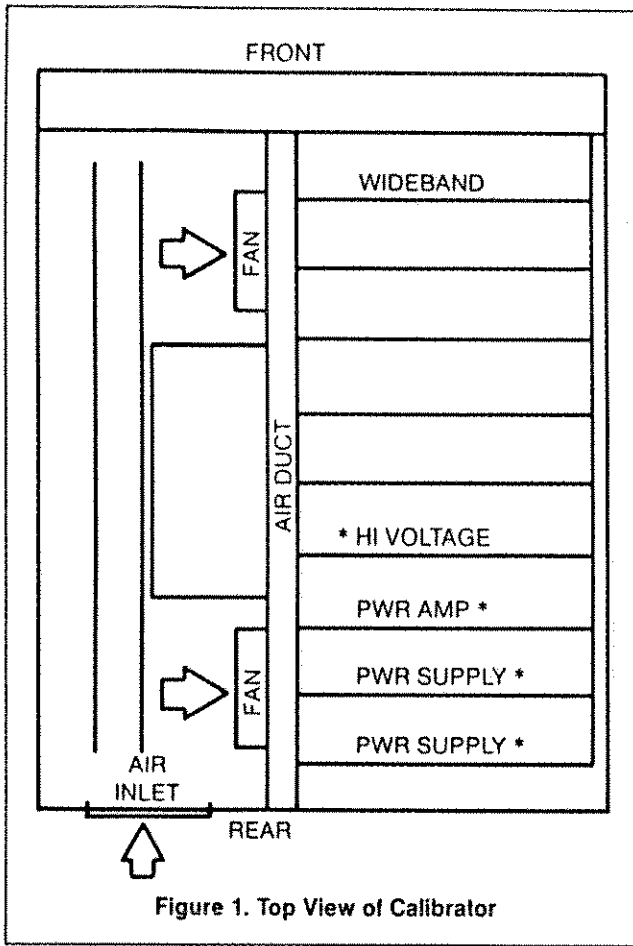 FRONT
WIDEBAND
FAN
AIR DUCT
* HI VOLTAGE
PWR AMP *
FAN
PWR SUPPLY *
PWR SUPPLY *
AIR
INLET
REAR
Figure 1. Top View of Calibrator